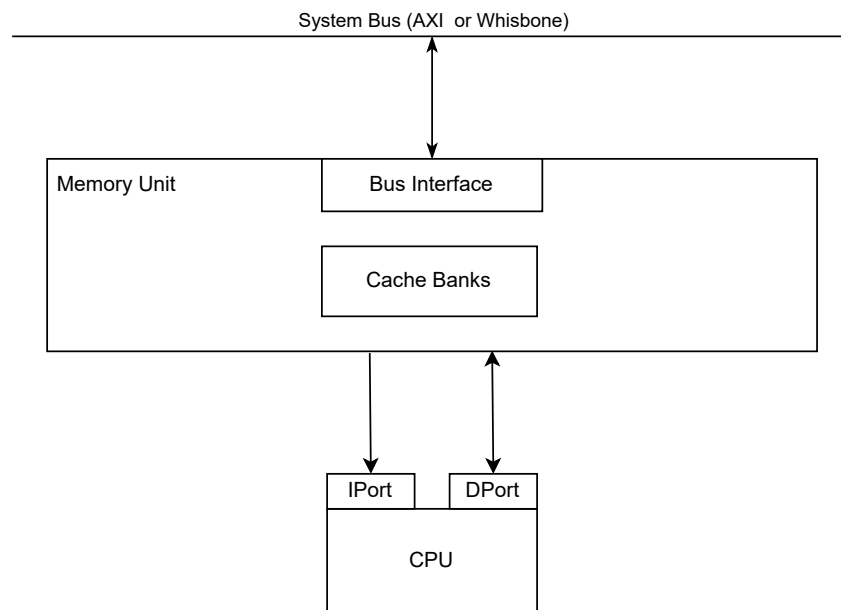 System Bus (AXI or Whisbone)
Memory Unit
Bus Interface
Cache Banks
IPort
DPort
CPU